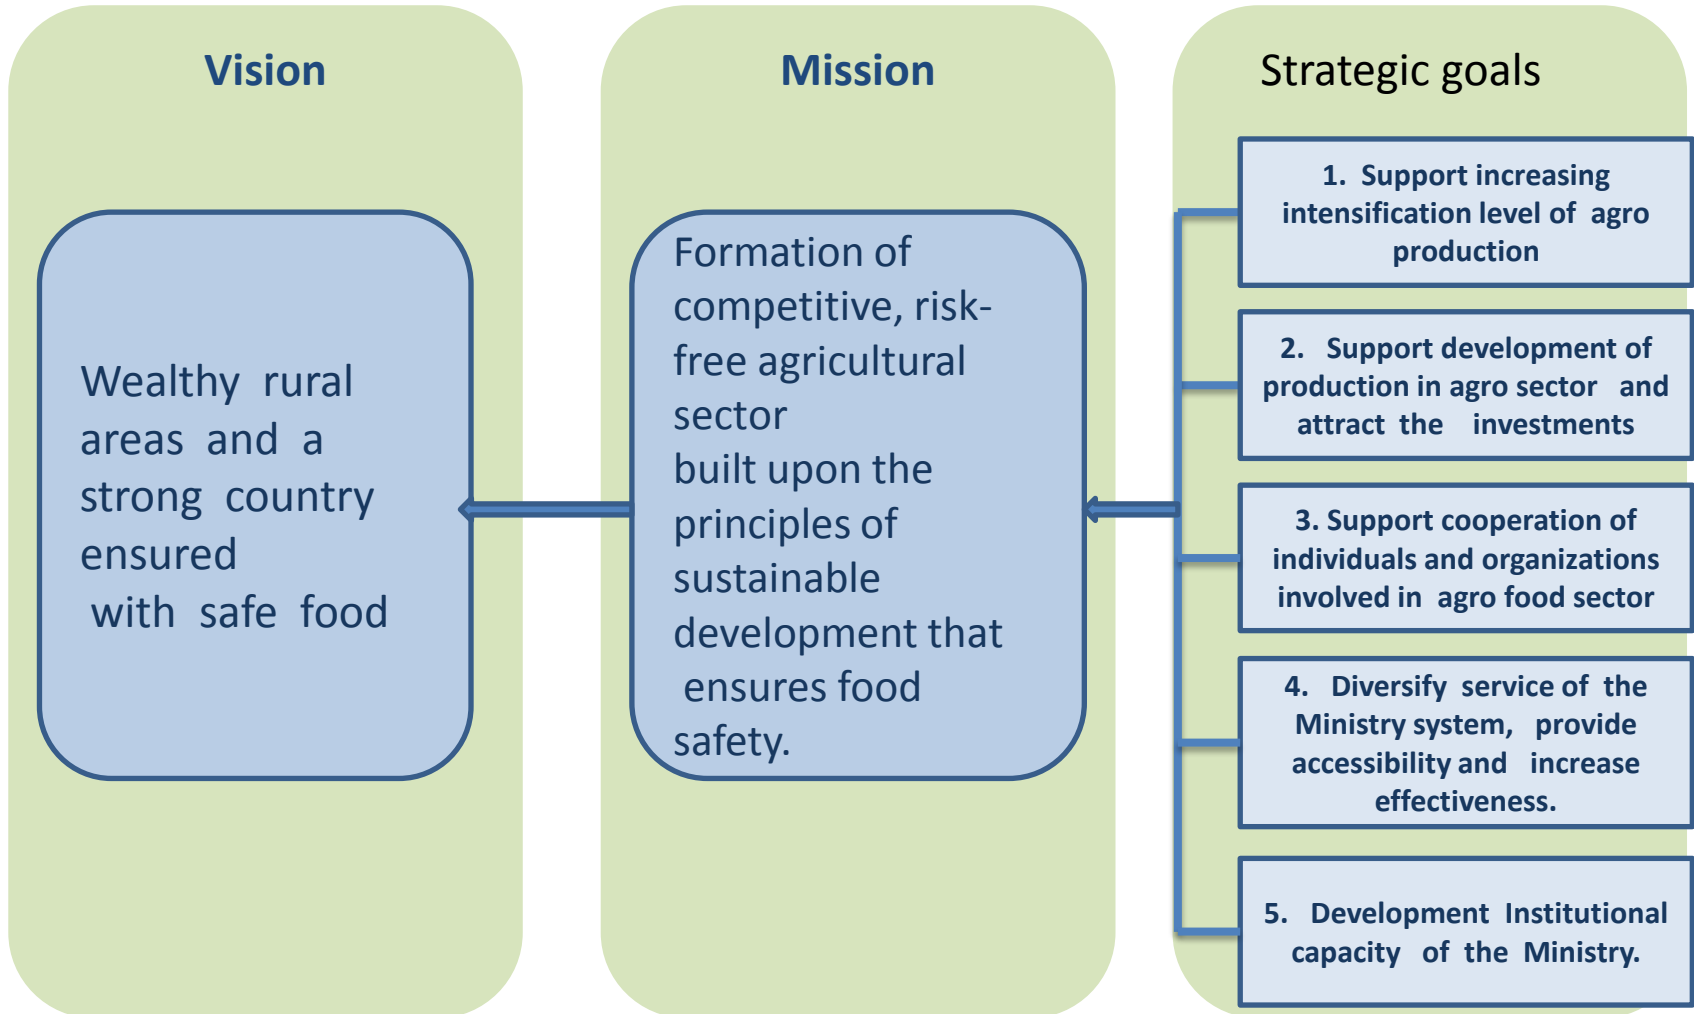 Vision
Wealthy rural
areas and a
strong country
ensured
with safe food
Mission
Formation of
competitive, risk-
free agricultural
sector
built upon the
principles of
sustainable
development that
ensures food
safety.
Strategic goals
1. Support increasing
intensification level of agro
production
2. Support development of
production in agro sector and
attract the investments
3. Support cooperation of
individuals and organizations
involved in agro food sector
4. Diversify service of the
Ministry system, provide
accessibility and increase
effectiveness.
5. Development Institutional
capacity of the Ministry.